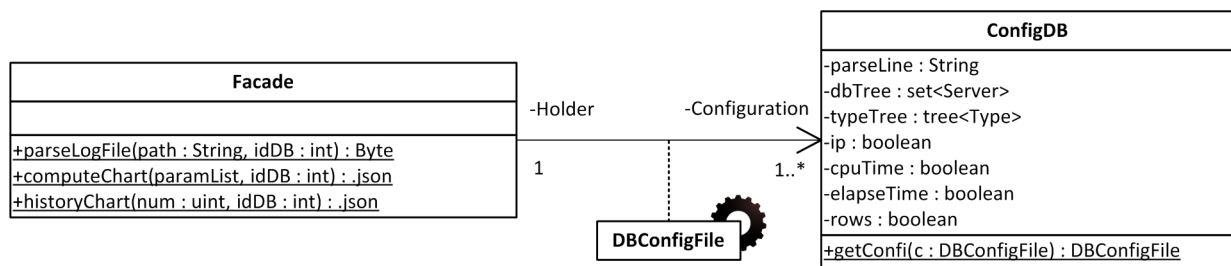 Facade
+parseLogFile(path : String, idDB : int) : Byte
+computeChart(paramList, idDB : int) : .json
+historyChart(num : uint, idDB : int) : .json
-Holder
-Configuration
1
1..*
DBConfigFile
ConfigDB
-parseLine : String
-dbTree : set<Server>
-typeTree : tree<Type>
-ip : boolean
-cpuTime : boolean
-elapseTime : boolean
-rows : boolean
+getConfi(c : DBConfigFile) : DBConfigFile